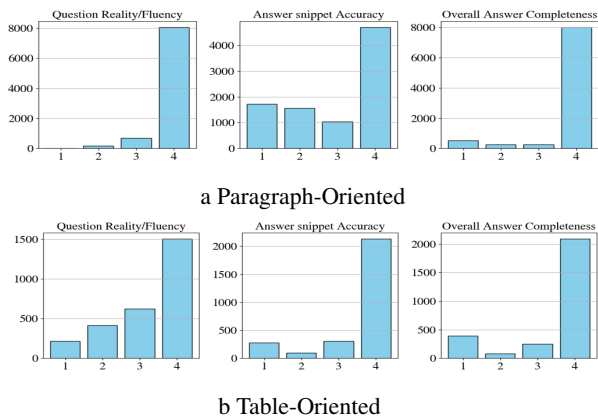 Question Reality/Fluency
8000
6000
4000
2000
0
1 2 3 4
Answer snippet Accuracy
4000
3000
2000
1000
0
1 2 3 4
Overall Answer Completeness
8000
6000
4000
2000
0
1 2 3 4
a Paragraph-Oriented
Question Reality/Fluency
1500
1000
500
0
1 2 3 4
Answer snippet Accuracy
2000
1500
1000
500
0
1 2 3 4
Overall Answer Completeness
2000
1500
1000
500
0
1 2 3 4
b Table-Oriented